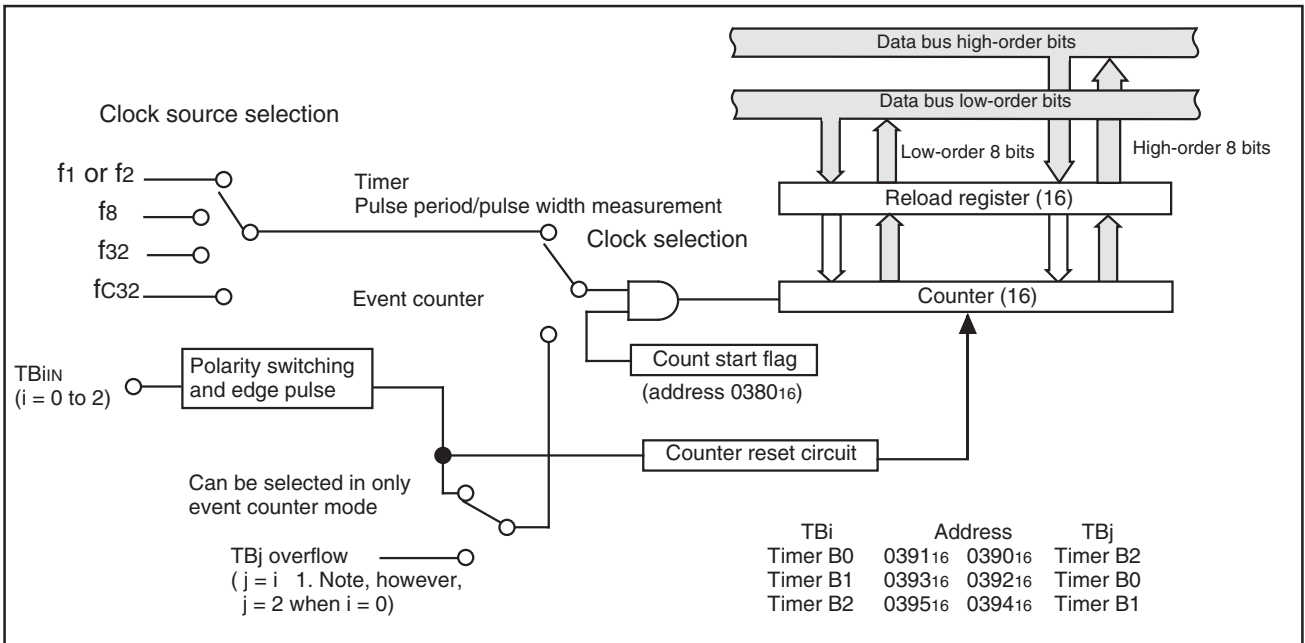 Data bus high-order bits
Data bus low-order bits
Clock source selection
Low-order 8 bits
High-order 8 bits
f1 or f2
f8
f32
fC32
Timer
Pulse period/pulse width measurement
Reload register (16)
Clock selection
Event counter
Counter (16)
TBiIN
(i = 0 to 2)
Polarity switching
and edge pulse
Count start flag
(address 038016)
Counter reset circuit
Can be selected in only
event counter mode
TBj overflow
( j = i 1. Note, however,
j = 2 when i = 0)
TBi Address TBj
Timer B0 039116 039016 Timer B2
Timer B1 039316 039216 Timer B0
Timer B2 039516 039416 Timer B1